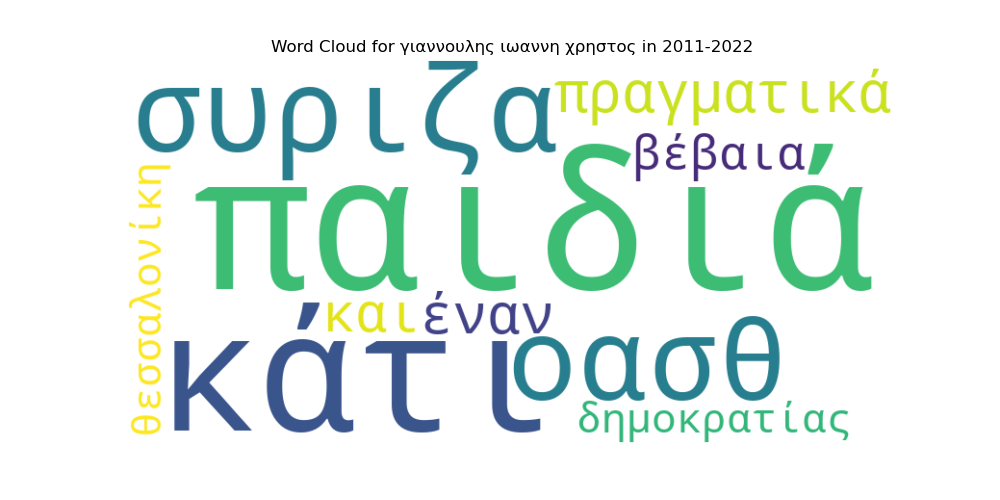 Word Cloud for γιαννουλης ιωαννη χρηστος in 2011-2022
συριζα
πραγματικά
βέβαια
παιδιά
θεσσαλονίκη
και
έναν
κάτι
οασθ
δημοκρατίας